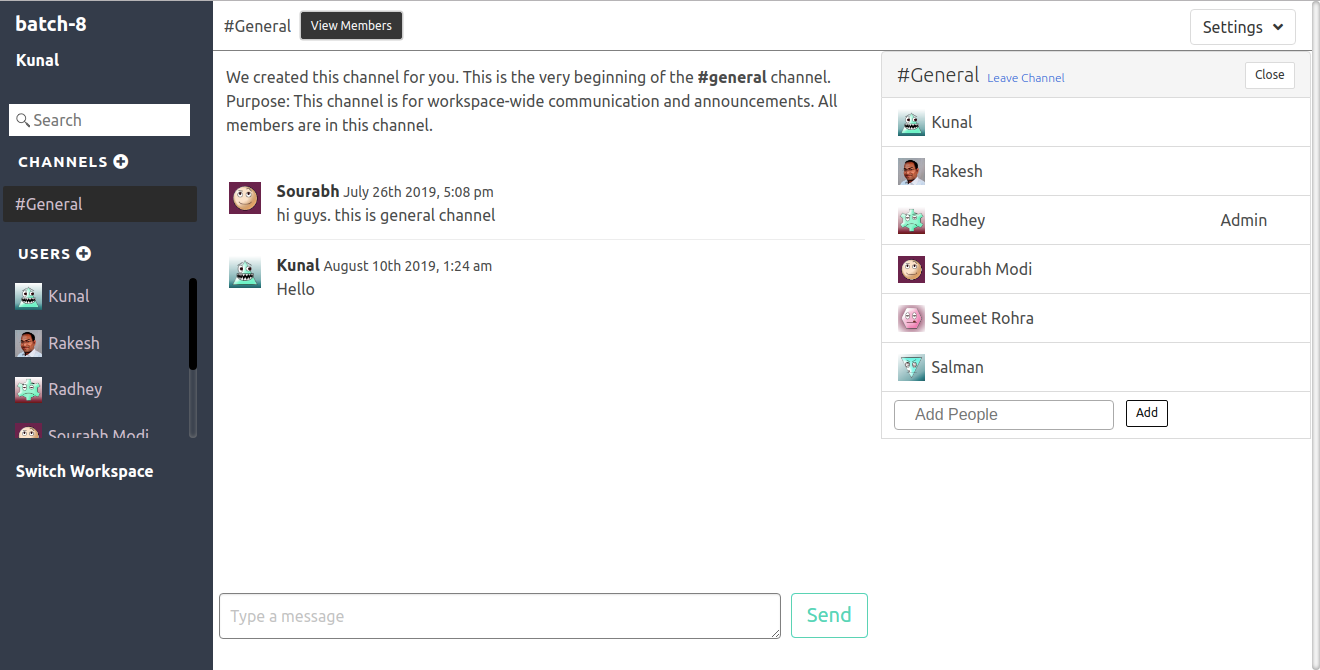 batch-8
Kunal
Search
CHANNELS
#General
USERS
Kunal
Rakesh
Radhey
Sourabh Modi
Switch Workspace
#General View Members
Settings
We created this channel for you. This is the very beginning of the #general channel.
Purpose: This channel is for workspace-wide communication and announcements. All
members are in this channel.
Sourabh July 26th 2019, 5:08 pm
hi guys. this is general channel
Kunal August 10th 2019, 1:24 am
Hello
Type a message
Send
#General Leave Channel Close
Kunal
Rakesh
Radhey Admin
Sourabh Modi
Sumeet Rohra
Salman
Add People Add